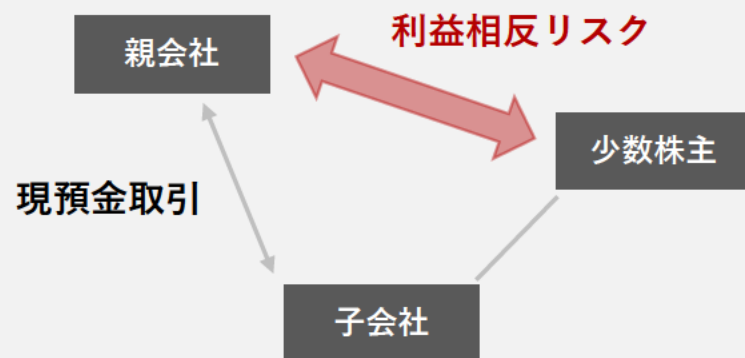 利益相反リスク
親会社
少数株主
現預金取引
子会社